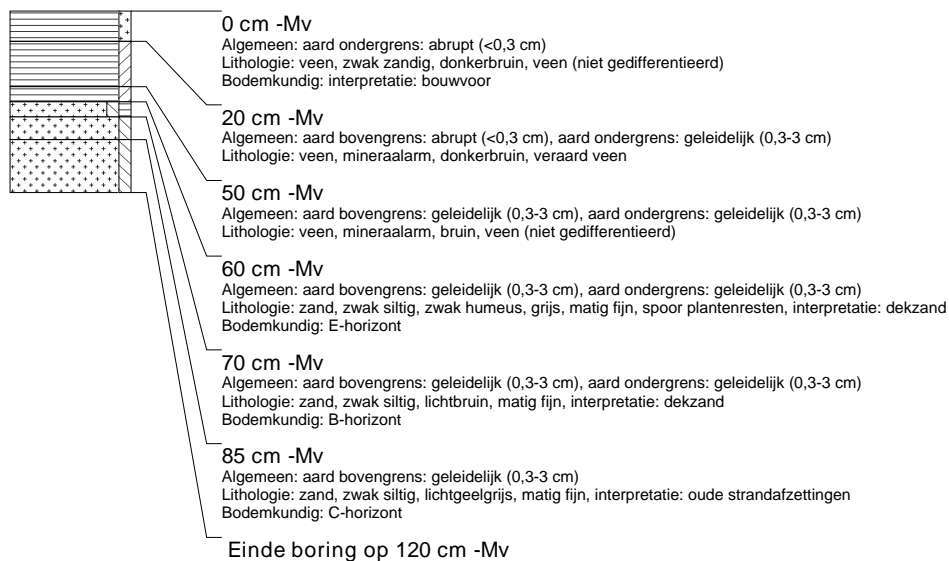 0 cm -Mv
Algemeen: aard ondergrens: abrupt (<0,3 cm)
Lithologie: veen, zwak zandig, donkerbruin, veen (niet gedifferentieerd)
Bodemkundig: interpretatie: bouwvoor
20 cm -Mv
Algemeen: aard bovengrens: abrupt (<0,3 cm), aard ondergrens: geleidelijk (0,3-3 cm)
Lithologie: veen, mineraalarm, donkerbruin, veraard veen
50 cm -Mv
Algemeen: aard bovengrens: geleidelijk (0,3-3 cm), aard ondergrens: geleidelijk (0,3-3 cm)
Lithologie: veen, mineraalarm, bruin, veen (niet gedifferentieerd)
60 cm -Mv
Algemeen: aard bovengrens: geleidelijk (0,3-3 cm), aard ondergrens: geleidelijk (0,3-3 cm)
Lithologie: zand, zwak siltig, zwak humeus, grijs, matig fijn, spoor plantenresten, interpretatie: dekzand
Bodemkundig: E-horizont
70 cm -Mv
Algemeen: aard bovengrens: geleidelijk (0,3-3 cm), aard ondergrens: geleidelijk (0,3-3 cm)
Lithologie: zand, zwak siltig, lichtbruin, matig fijn, interpretatie: dekzand
Bodemkundig: B-horizont
85 cm -Mv
Algemeen: aard bovengrens: geleidelijk (0,3-3 cm)
Lithologie: zand, zwak siltig, lichtgeelgrijs, matig fijn, interpretatie: oude strandafzettingen
Bodemkundig: C-horizont
Einde boring op 120 cm -Mv